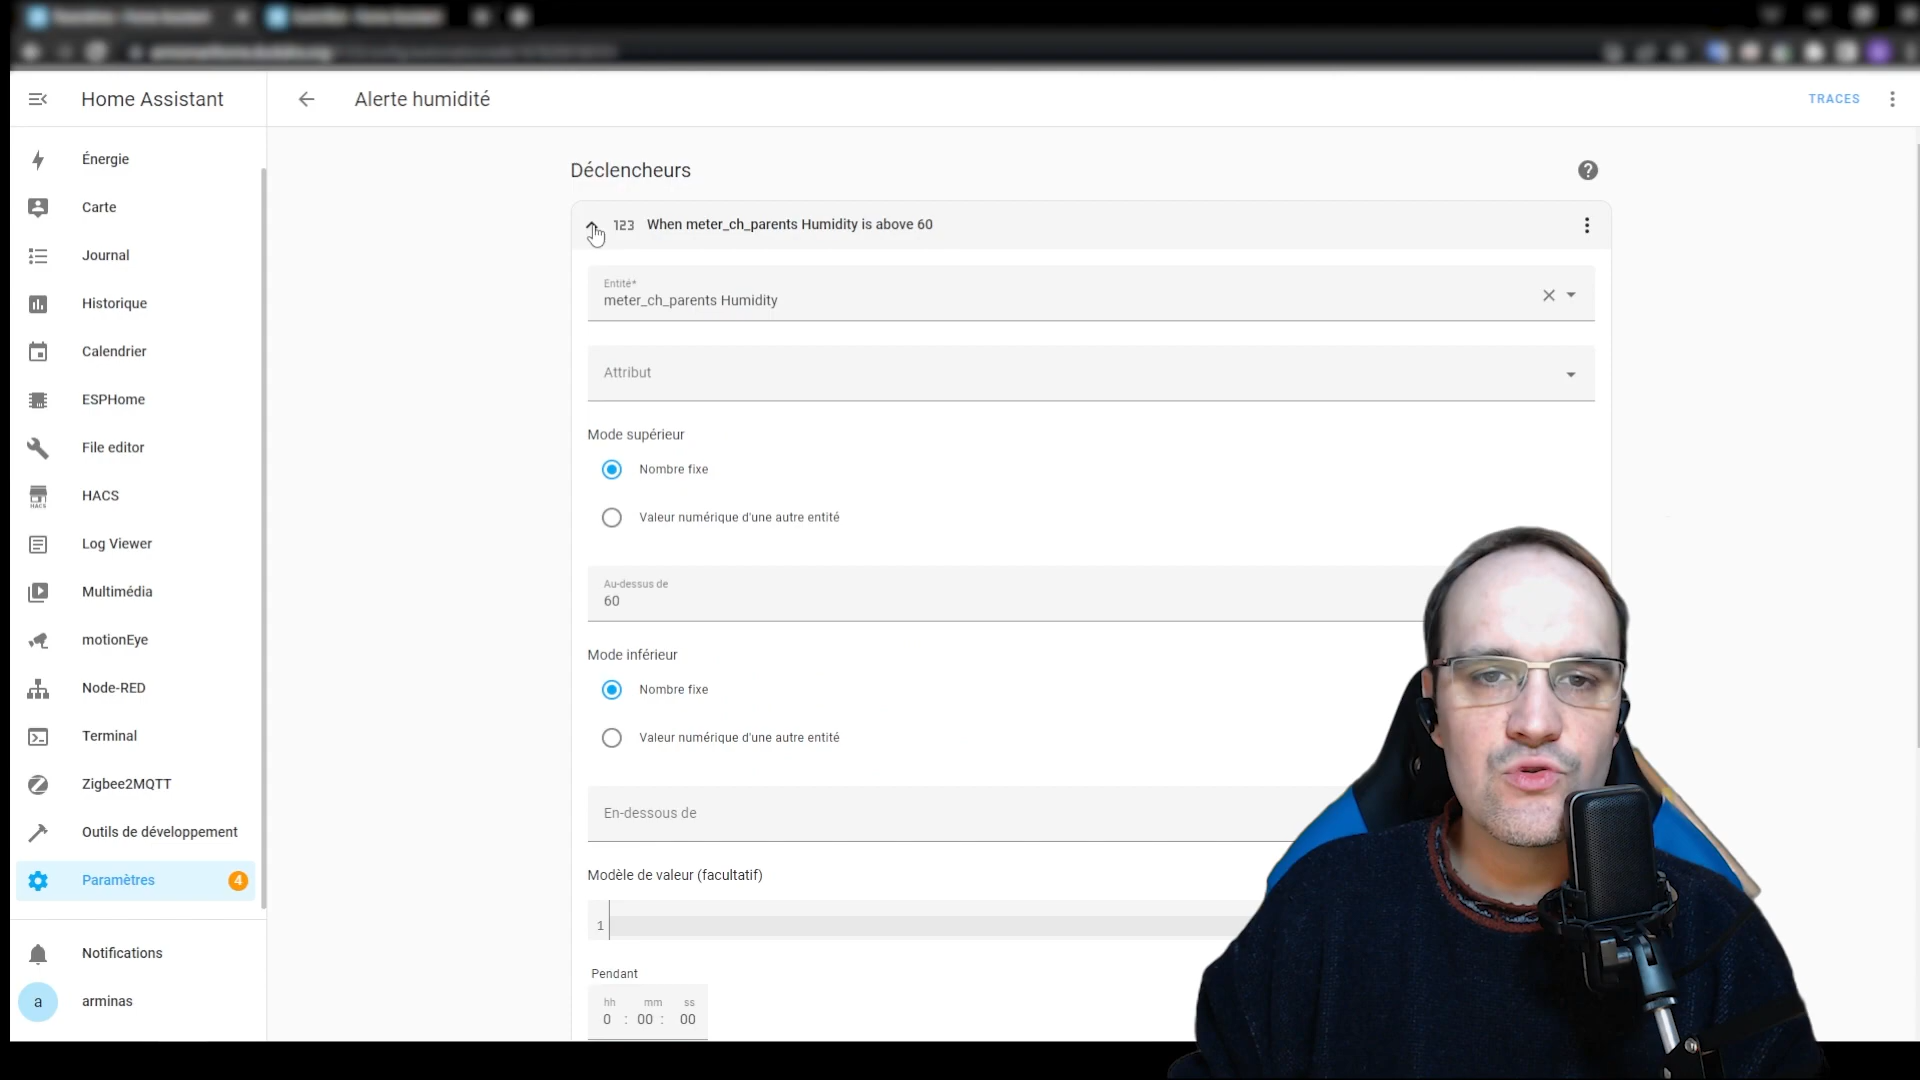 Home Assistant
Alerte humidité
TRACES
Énergie
Carte
Journal
Historique
Calendrier
ESPHome
File editor
HACS
HACS
Log Viewer
Multimédia
motionEye
Node-RED
Terminal
Zigbee2MQTT
Outils de développement
Paramètres
4
Notifications
a
arminas
Déclencheurs
123 When meter_ch_parents Humidity is above 60
Entité*
meter_ch_parents Humidity
Attribut
Mode supérieur
Nombre fixe
Valeur numérique d'une autre entité
Au-dessus de
60
Mode inférieur
Nombre fixe
Valeur numérique d'une autre entité
En-dessous de
Modèle de valeur (facultatif)
1
Pendant
hh mm ss
0 : 00 : 00